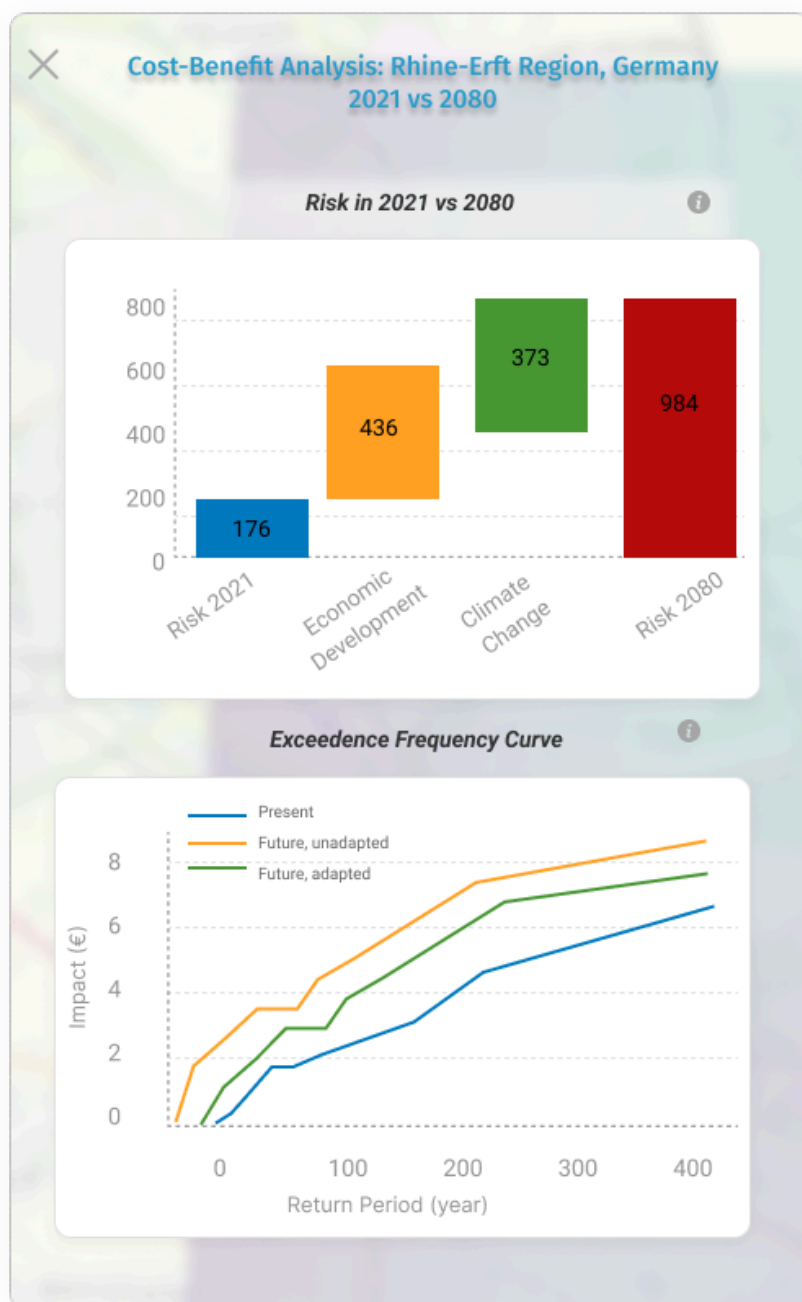 Cost-Benefit Analysis: Rhine-Erft Region, Germany
2021 vs 2080
Risk in 2021 vs 2080
i
800
600
400
200
0
176
436
373
984
Risk 2021
Economic
Development
Climate
Change
Risk 2080
Exceedence Frequency Curve
i
Present
Future, unadapted
Future, adapted
Impact (€)
8
6
4
2
0
0 100 200 300 400
Return Period (year)